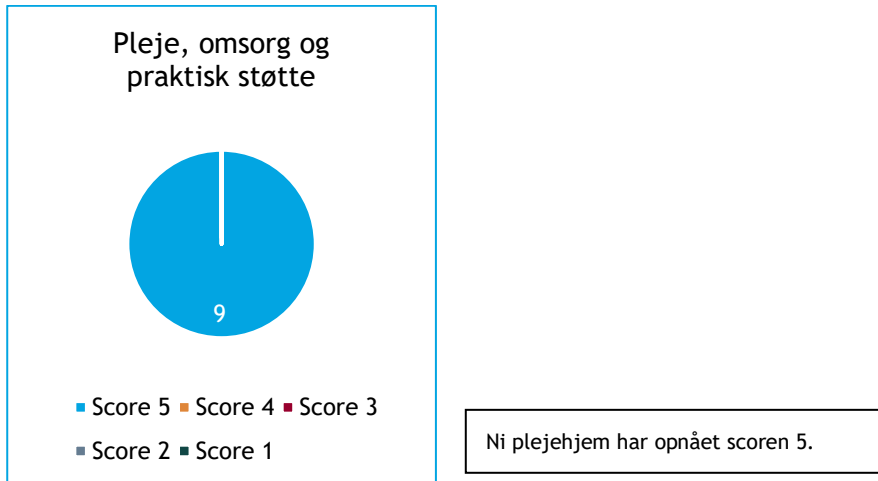 Pleje, omsorg og
praktisk støtte
9
Score 5 Score 4 Score 3
Score 2 Score 1
Ni plejehjem har opnået scoren 5.